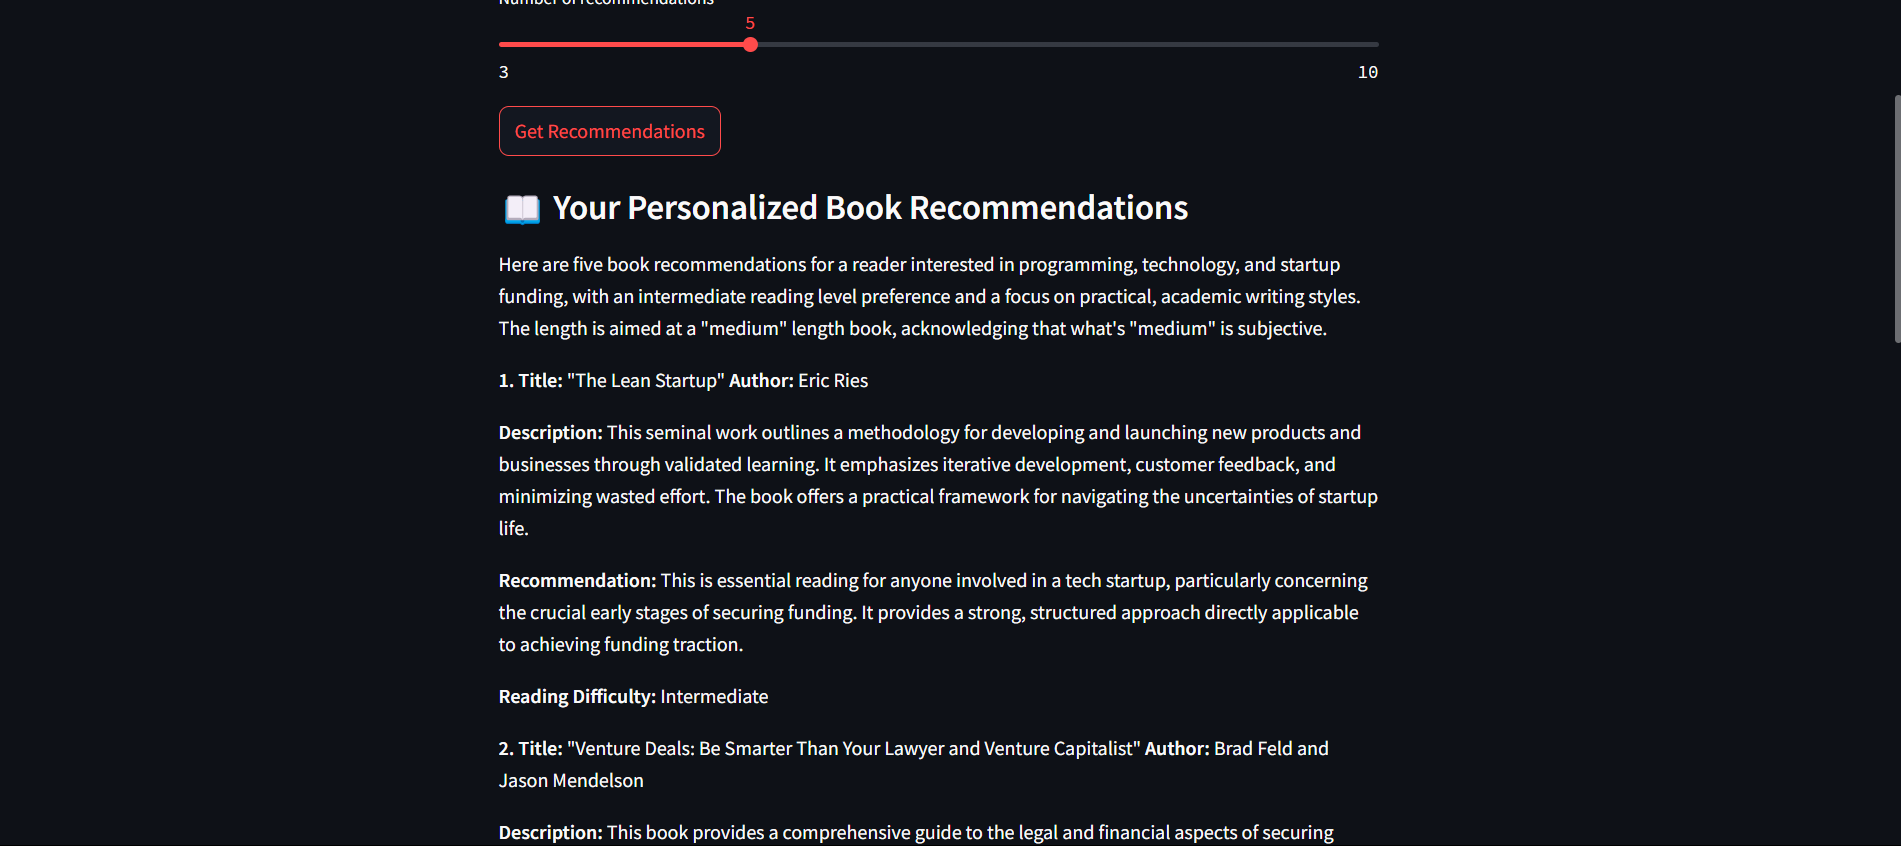 Number of recommendations
5
3
10
Get Recommendations
📖 Your Personalized Book Recommendations
Here are five book recommendations for a reader interested in programming, technology, and startup
funding, with an intermediate reading level preference and a focus on practical, academic writing styles.
The length is aimed at a "medium" length book, acknowledging that what's "medium" is subjective.
1. Title: "The Lean Startup" Author: Eric Ries
Description: This seminal work outlines a methodology for developing and launching new products and
businesses through validated learning. It emphasizes iterative development, customer feedback, and
minimizing wasted effort. The book offers a practical framework for navigating the uncertainties of startup
life.
Recommendation: This is essential reading for anyone involved in a tech startup, particularly concerning
the crucial early stages of securing funding. It provides a strong, structured approach directly applicable
to achieving funding traction.
Reading Difficulty: Intermediate
2. Title: "Venture Deals: Be Smarter Than Your Lawyer and Venture Capitalist" Author: Brad Feld and
Jason Mendelson
Description: This book provides a comprehensive guide to the legal and financial aspects of securing